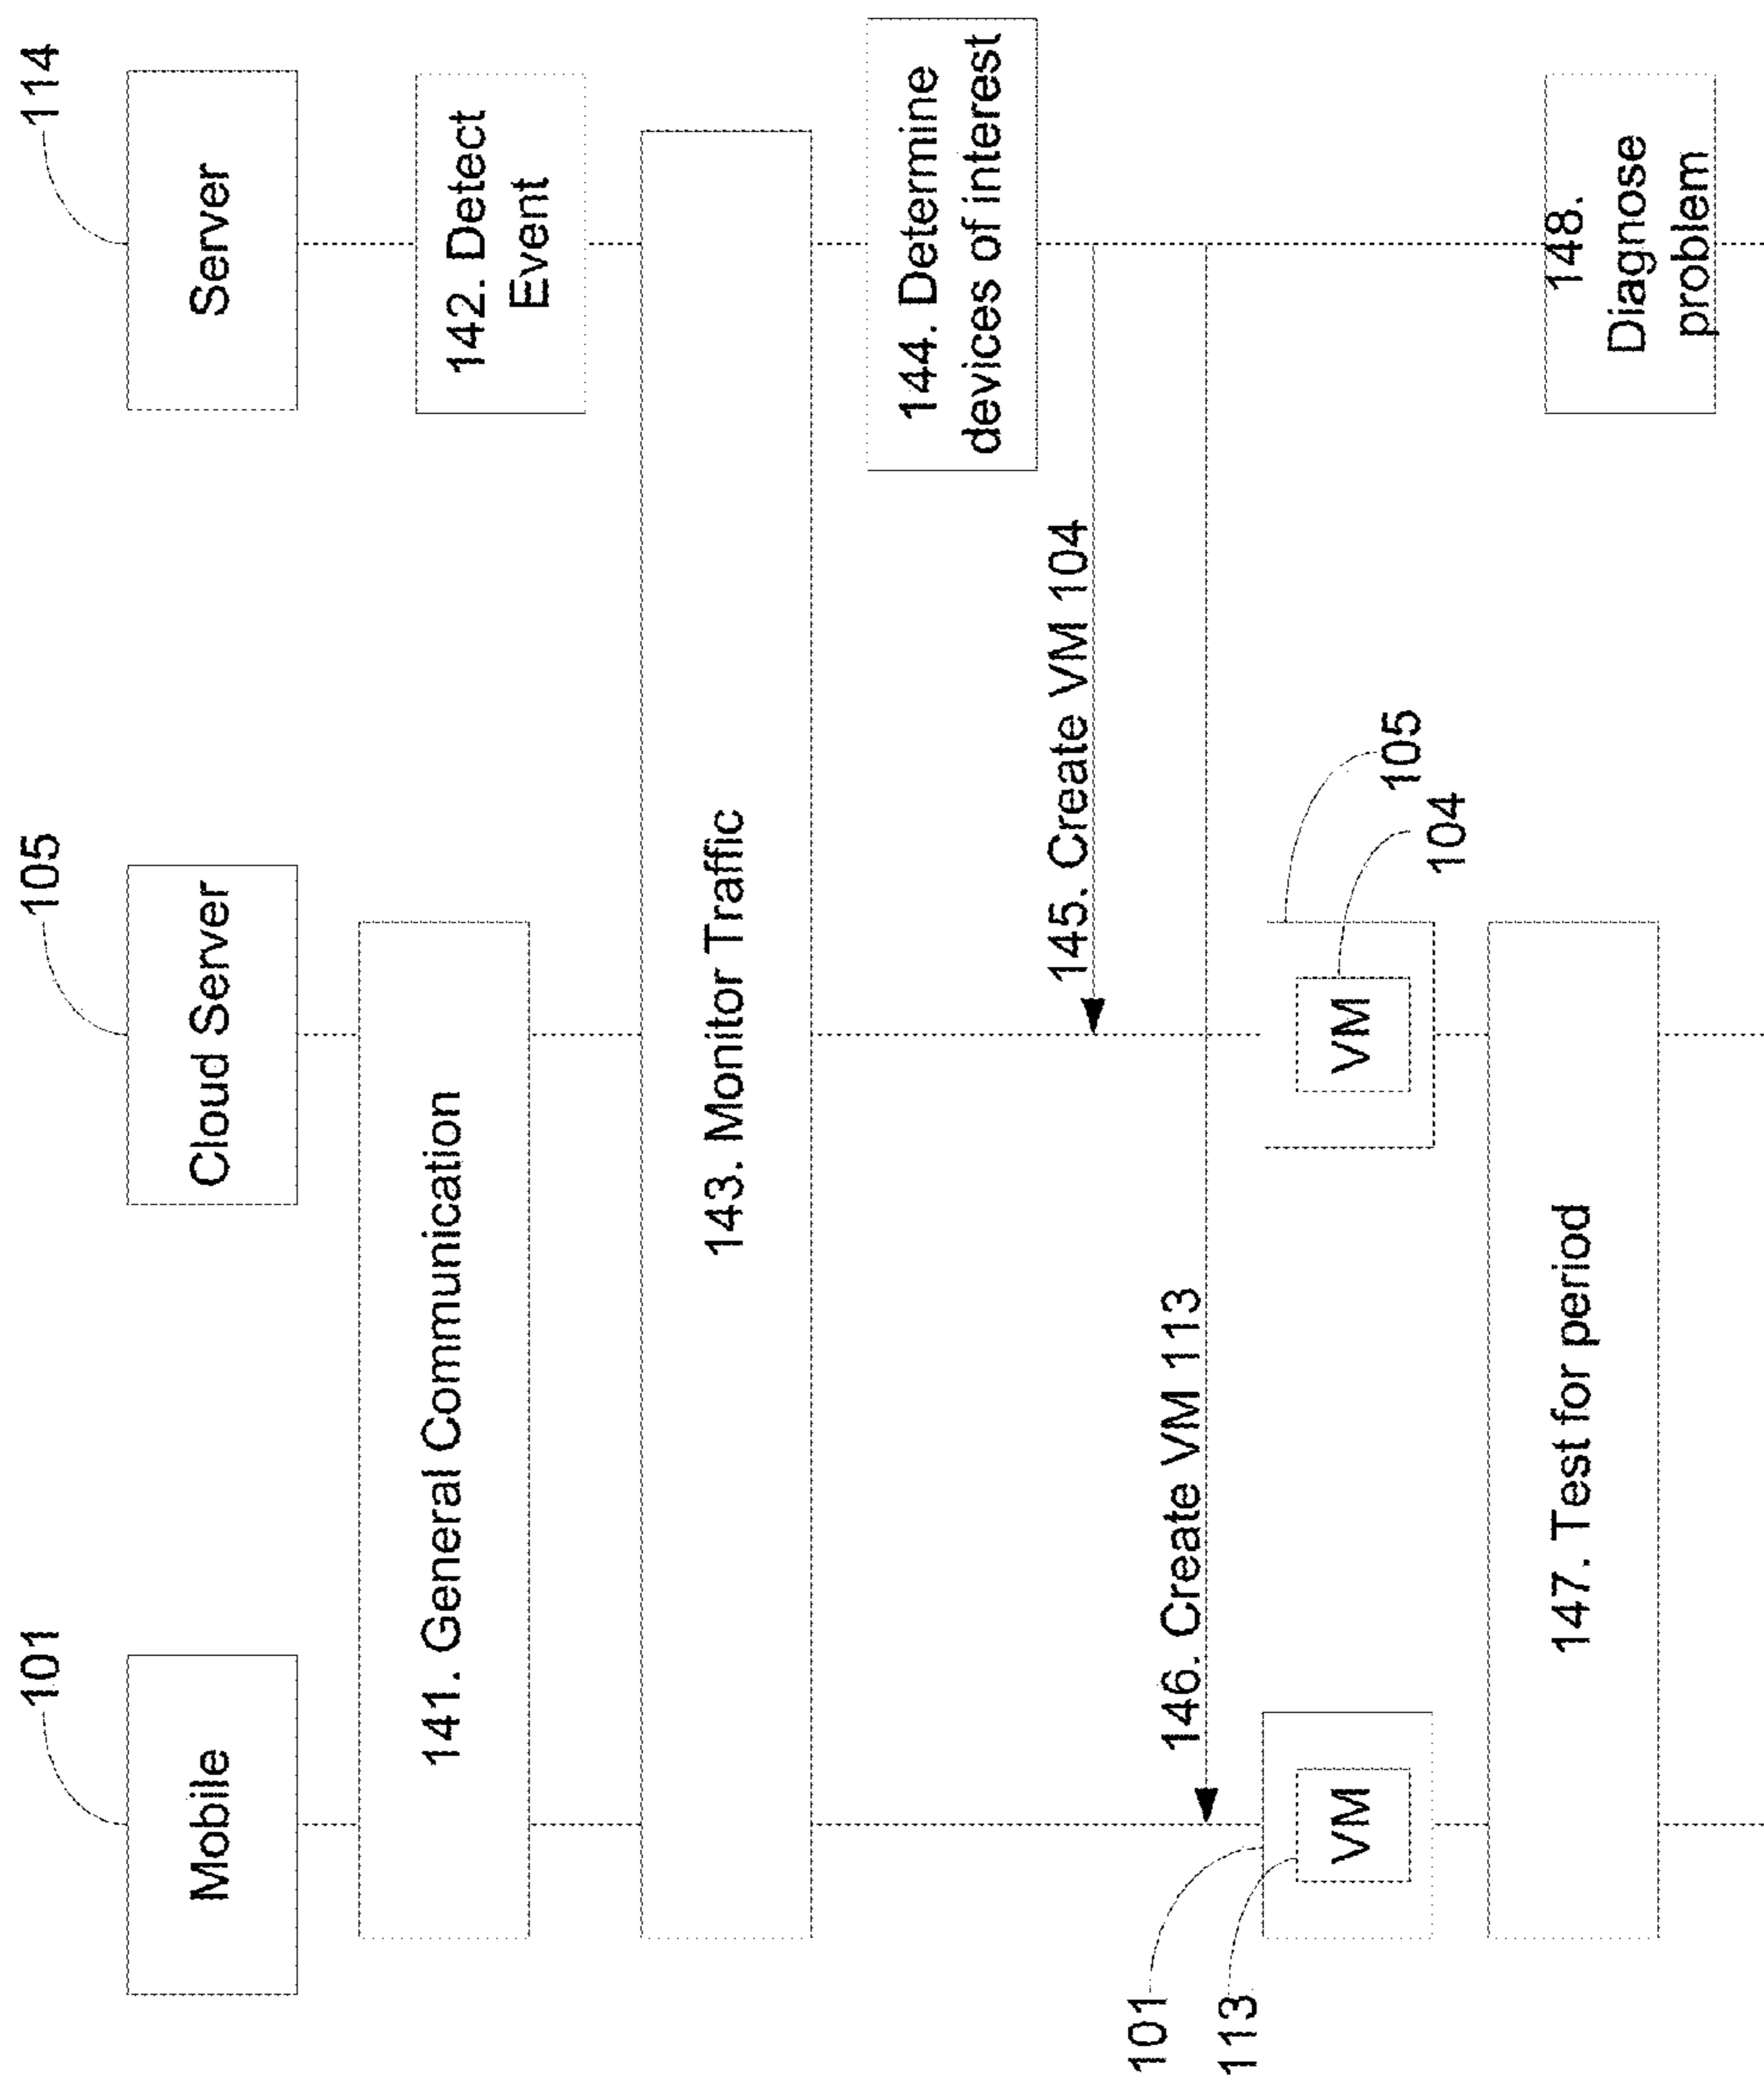 101
105
114
Mobile
Cloud Server
Server
141. General Communication
142. Detect
Event
143. Monitor Traffic
144. Determine
devices of interest
145. Create VM 104
146. Create VM 113
101
113
VM
VM
105
104
147. Test for period
148.
Diagnose
problem